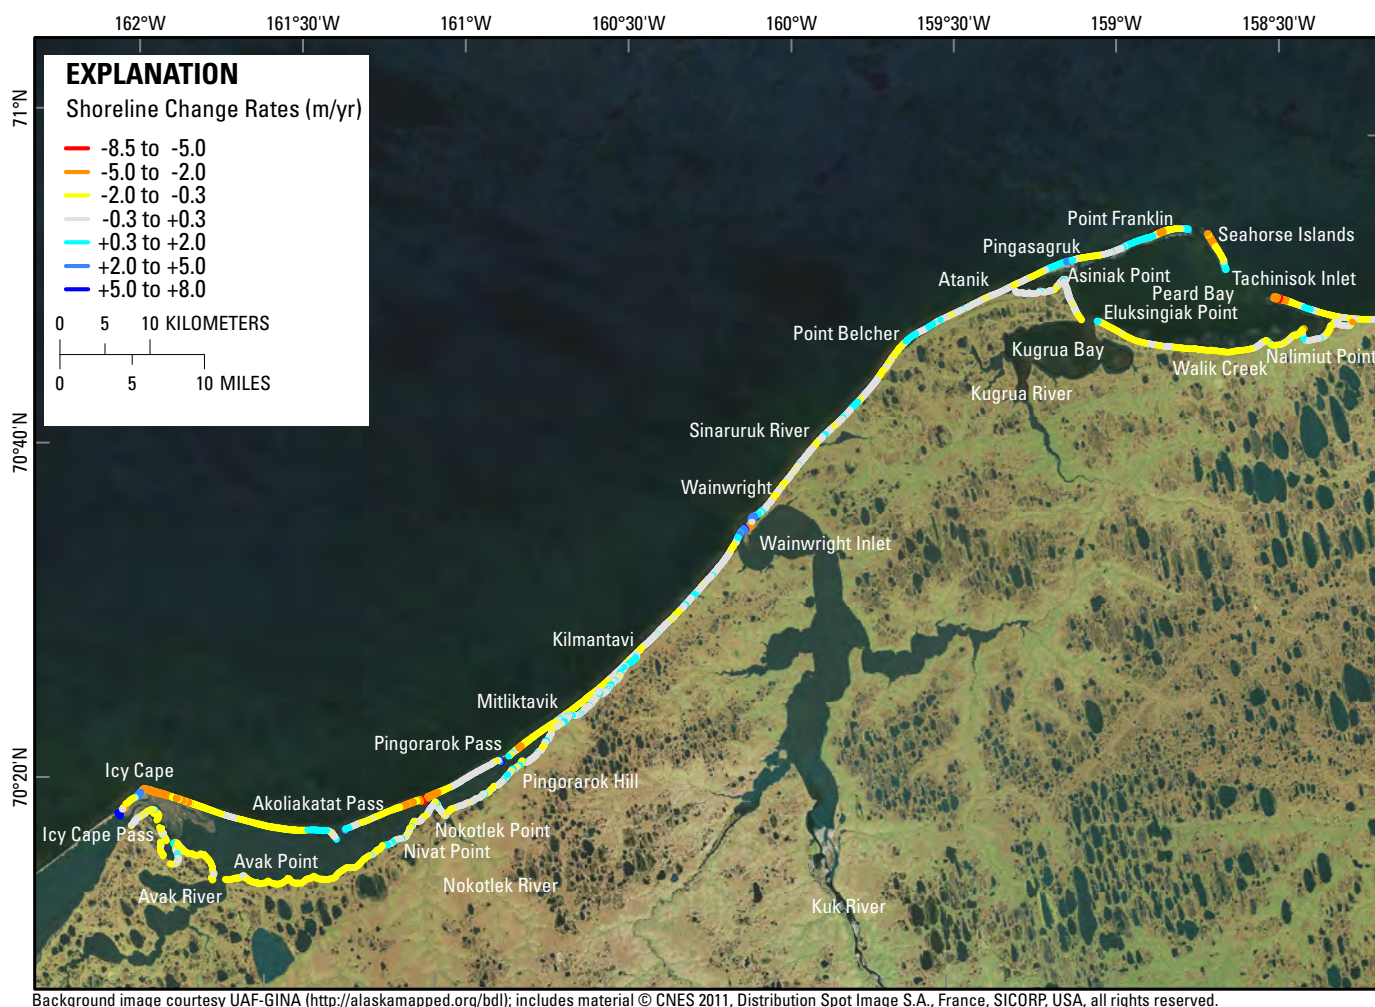 162°W 161°30'W 161°W 160°30'W 160°W 159°30'W 159°W 158°30'W
71°N
70°40'N
70°20'N
EXPLANATION
Shoreline Change Rates (m/yr)
-8.5 to -5.0
-5.0 to -2.0
-2.0 to -0.3
-0.3 to +0.3
+0.3 to +2.0
+2.0 to +5.0
+5.0 to +8.0
0 5 10 KILOMETERS
0 5 10 MILES
Point Franklin
Seahorse Islands
Pingasagruk
Asiniak Point
Tachinisok Inlet
Atanik
Peard Bay
Eluksingiak Point
Point Belcher
Kugrua Bay
Nalimiut Point
Walik Creek
Kugrua River
Sinaruruk River
Wainwright
Wainwright Inlet
Kilmantavi
Mitliktavik
Pingorarok Pass
Icy Cape
Pingorarok Hill
Akoliakatat Pass
Icy Cape Pass
Nokotlek Point
Nivat Point
Avak Point
Nokotlek River
Avak River
Kuk River
Background image courtesy UAF-GINA (http://alaskamapped.org/bdl); includes material © CNES 2011, Distribution Spot Image S.A., France, SICORP, USA, all rights reserved.